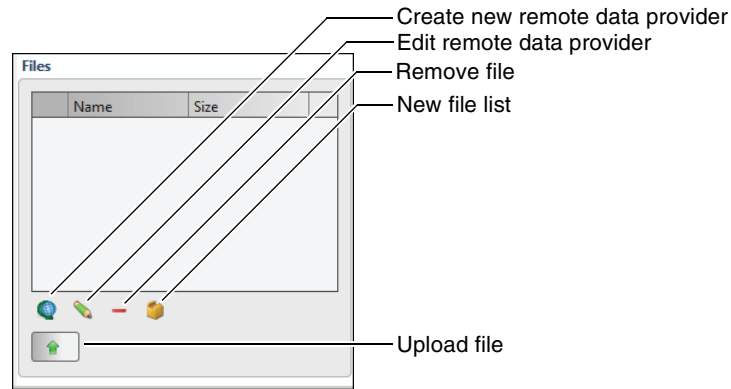 Create new remote data provider
Edit remote data provider
Remove file
New file list
Files
Name Size
Upload file